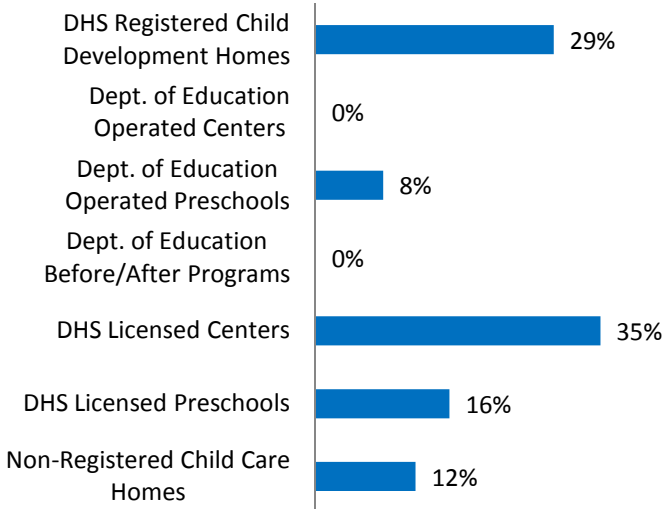 DHS Registered Child
Development Homes
29%
Dept. of Education
Operated Centers
0%
Dept. of Education
Operated Preschools
8%
Dept. of Education
Before/After Programs
0%
DHS Licensed Centers
35%
DHS Licensed Preschools
16%
Non-Registered Child Care
Homes
12%